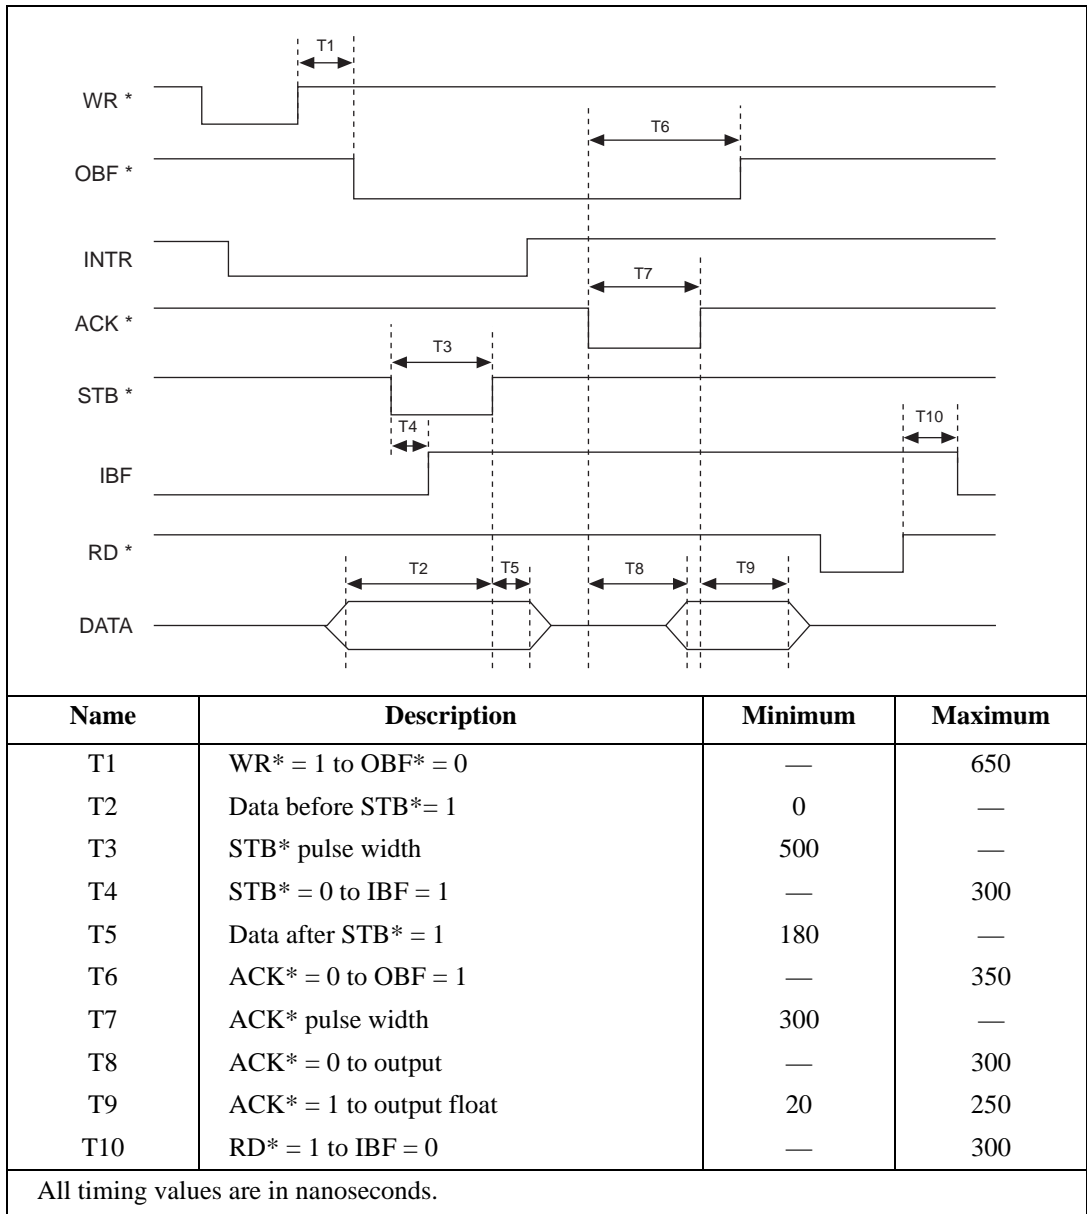 T1
WR *
T6
OBF *
INTR
T7
ACK *
T3
STB *
T4
T10
IBF
RD *
T2 T5 T8 T9
DATA
Name Description Minimum Maximum
T1 WR* = 1 to OBF* = 0 — 650
T2 Data before STB*= 1 0 —
T3 STB* pulse width 500 —
T4 STB* = 0 to IBF = 1 — 300
T5 Data after STB* = 1 180 —
T6 ACK* = 0 to OBF = 1 — 350
T7 ACK* pulse width 300 —
T8 ACK* = 0 to output — 300
T9 ACK* = 1 to output float 20 250
T10 RD* = 1 to IBF = 0 — 300
All timing values are in nanoseconds.